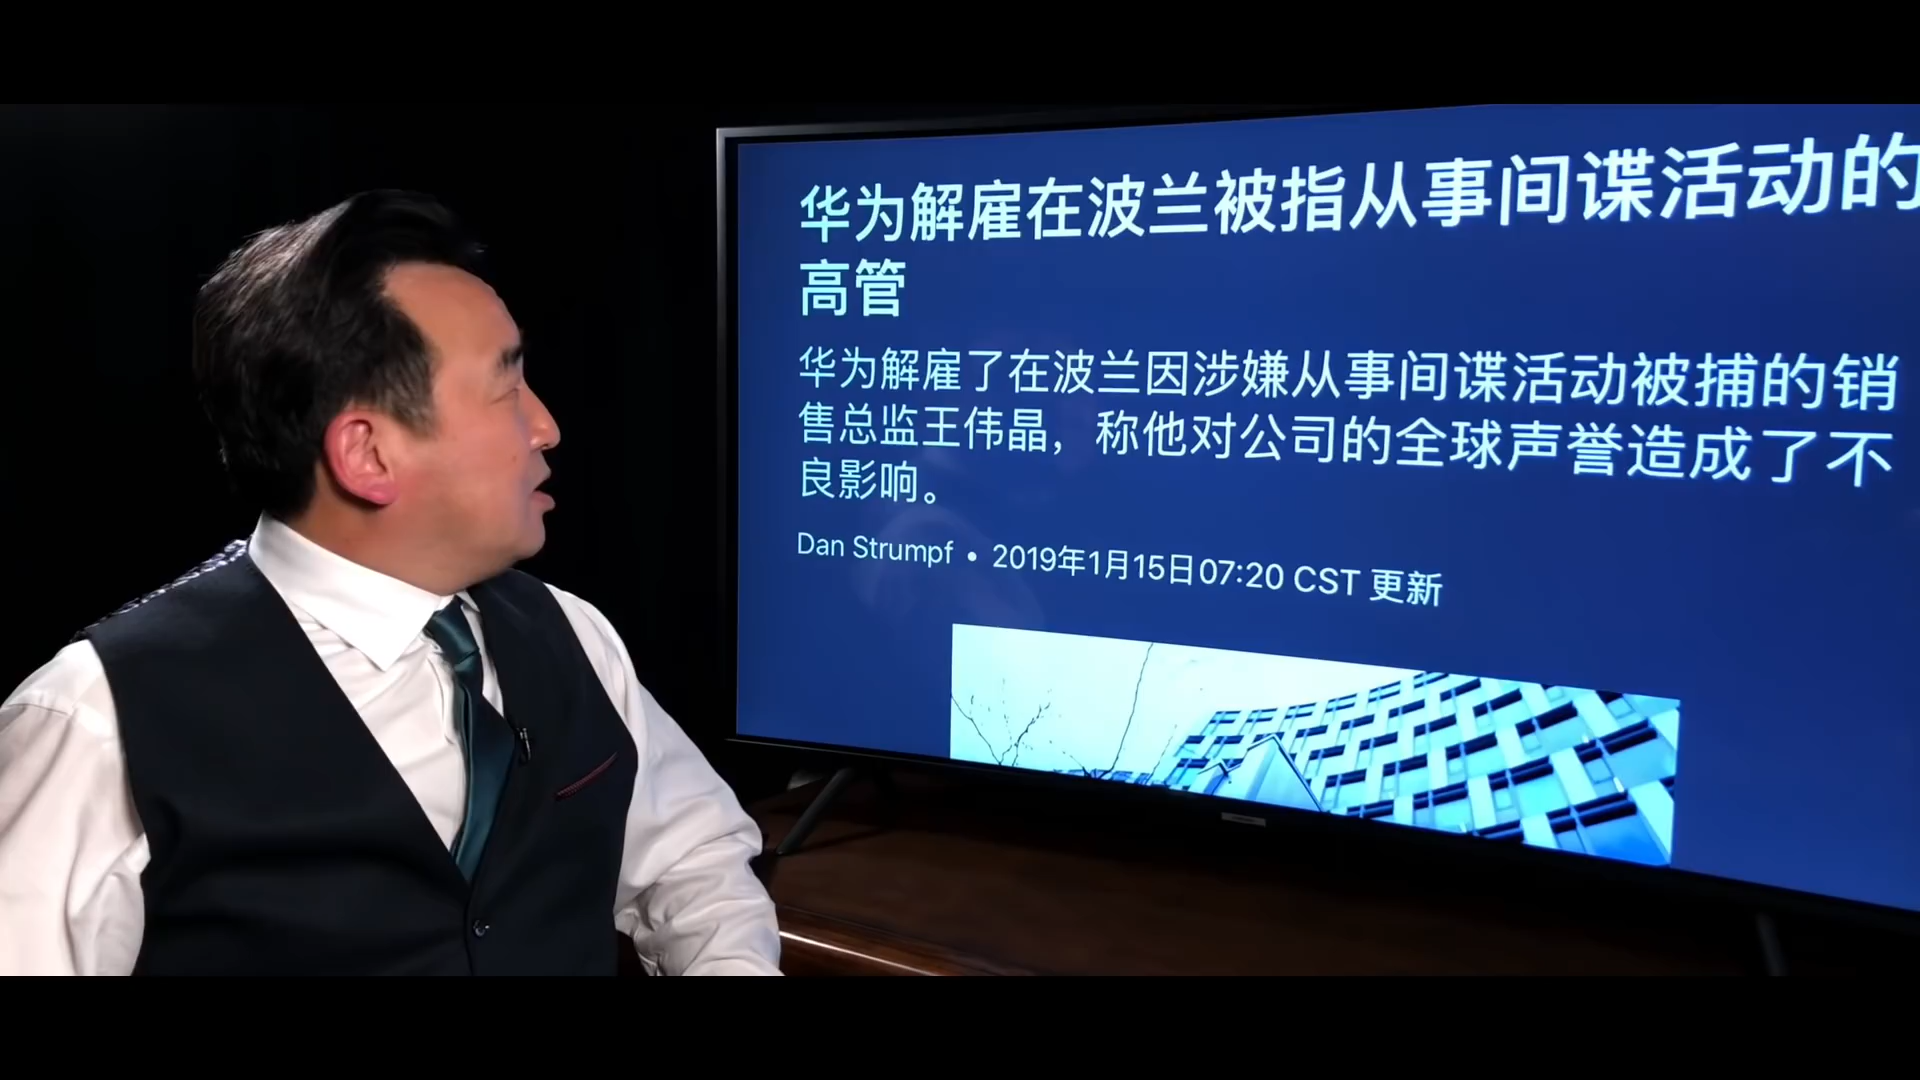 华为解雇在波兰被指从事间谍活动的
高管
华为解雇了在波兰因涉嫌从事间谍活动被捕的销
售总监王伟晶，称他对公司的全球声誉造成了不
良影响。
Dan Strumpf • 2019年1月15日07:20 CST 更新